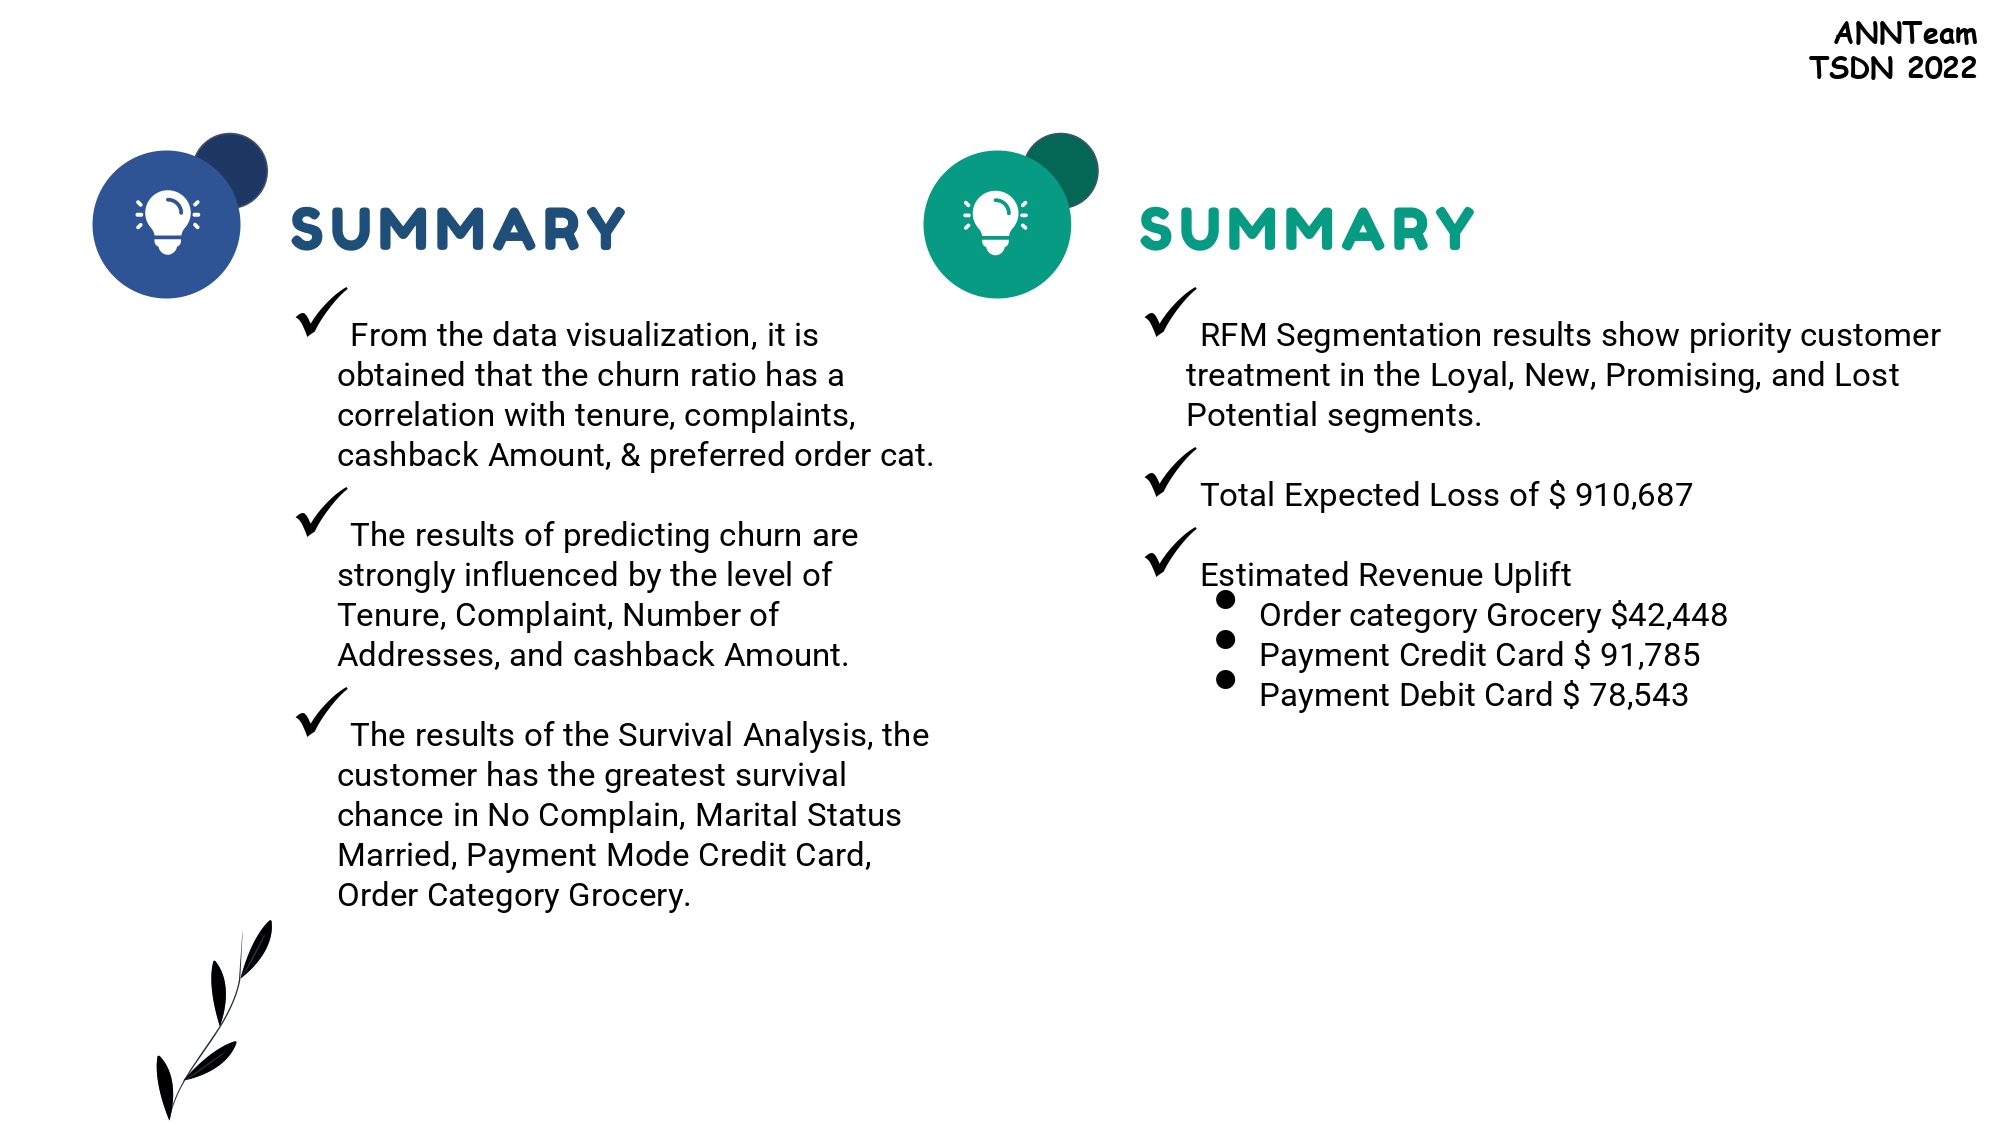 ANNTeam
TSDN 2022
SUMMARY
✓ From the data visualization, it is
obtained that the churn ratio has a
correlation with tenure, complaints,
cashback Amount, & preferred order cat.
✓ The results of predicting churn are
strongly influenced by the level of
Tenure, Complaint, Number of
Addresses, and cashback Amount.
✓ The results of the Survival Analysis, the
customer has the greatest survival
chance in No Complain, Marital Status
Married, Payment Mode Credit Card,
Order Category Grocery.
SUMMARY
✓ RFM Segmentation results show priority customer
treatment in the Loyal, New, Promising, and Lost
Potential segments.
✓ Total Expected Loss of $ 910,687
✓ Estimated Revenue Uplift
● Order category Grocery $42,448
● Payment Credit Card $ 91,785
● Payment Debit Card $ 78,543